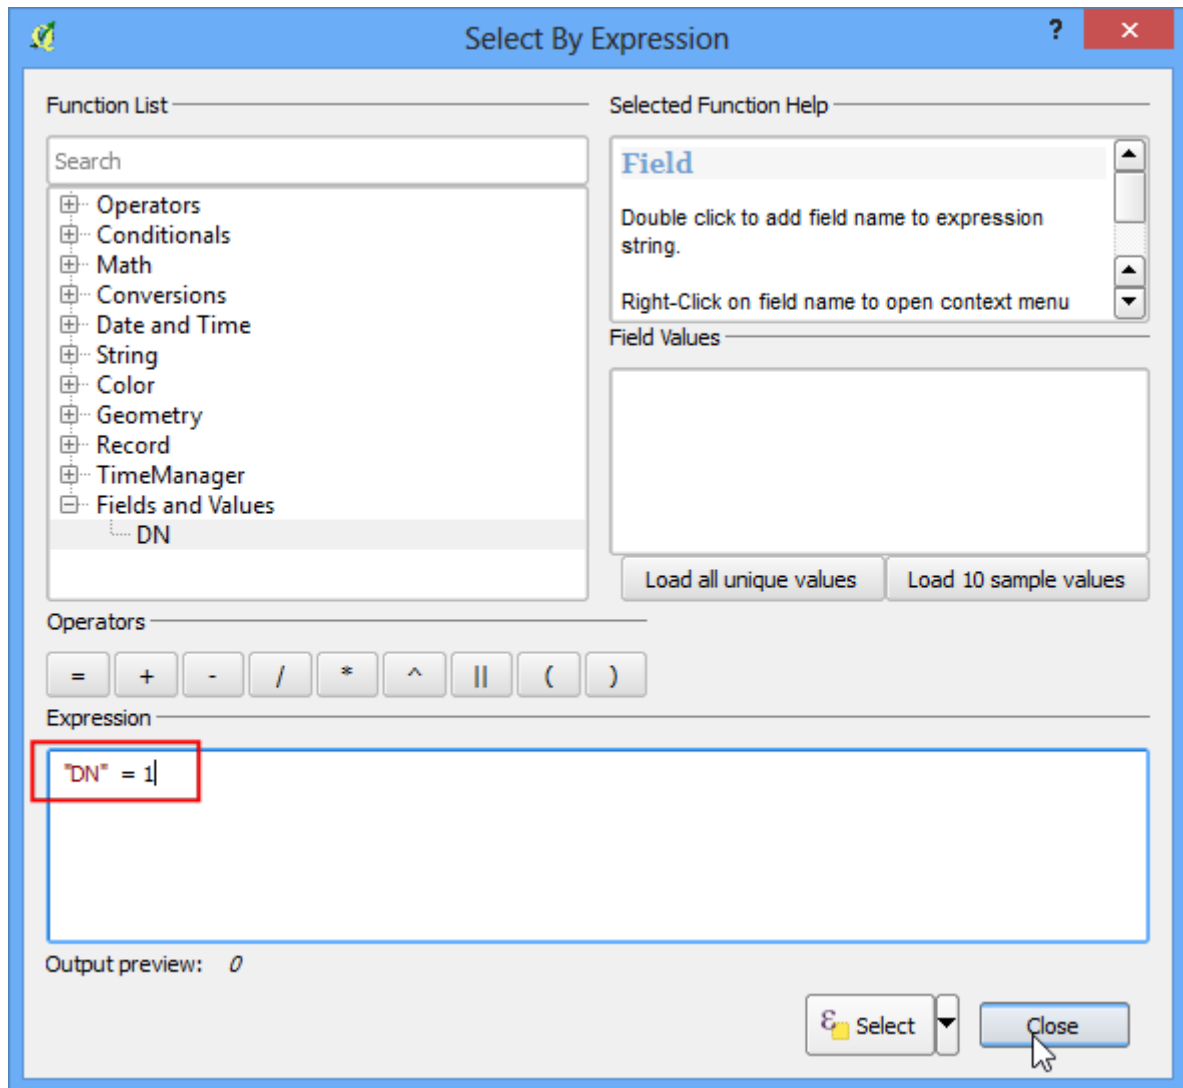 Select By Expression
?
×
Function List
Search
Operators
Conditionals
Math
Conversions
Date and Time
String
Color
Geometry
Record
TimeManager
Fields and Values
DN
Selected Function Help
Field
Double click to add field name to expression
string.
Right-Click on field name to open context menu
Field Values
Load all unique values
Load 10 sample values
Operators
= + - / * ^ || ( )
Expression
"DN" = 1
Output preview: 0
ε Select
Close